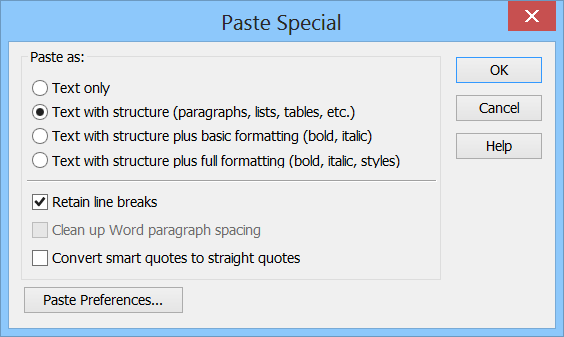 Paste Special
Paste as:
OK
Text only
Text with structure (paragraphs, lists, tables, etc.)
Cancel
Text with structure plus basic formatting (bold, italic)
Help
Text with structure plus full formatting (bold, italic, styles)
Retain line breaks
Clean up Word paragraph spacing
Convert smart quotes to straight quotes
Paste Preferences...